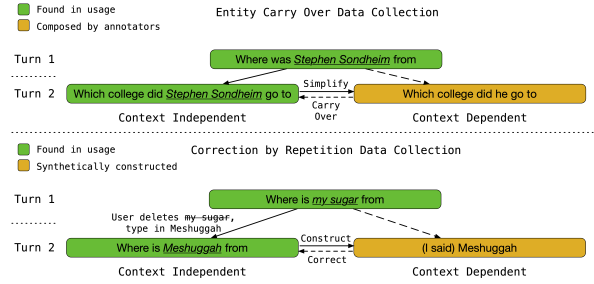 Found in usage
Composed by annotators
Entity Carry Over Data Collection
Turn 1
Where was Stephen Sondheim from
Turn 2
Which college did Stephen Sondheim go to
Simplify
Carry
Over
Which college did he go to
Context Independent
Context Dependent
Found in usage
Synthetically constructed
Correction by Repetition Data Collection
Turn 1
Where is my sugar from
User deletes my sugar,
type in Meshuggah
Turn 2
Where is Meshuggah from
Construct
Correct
(I said) Meshuggah
Context Independent
Context Dependent